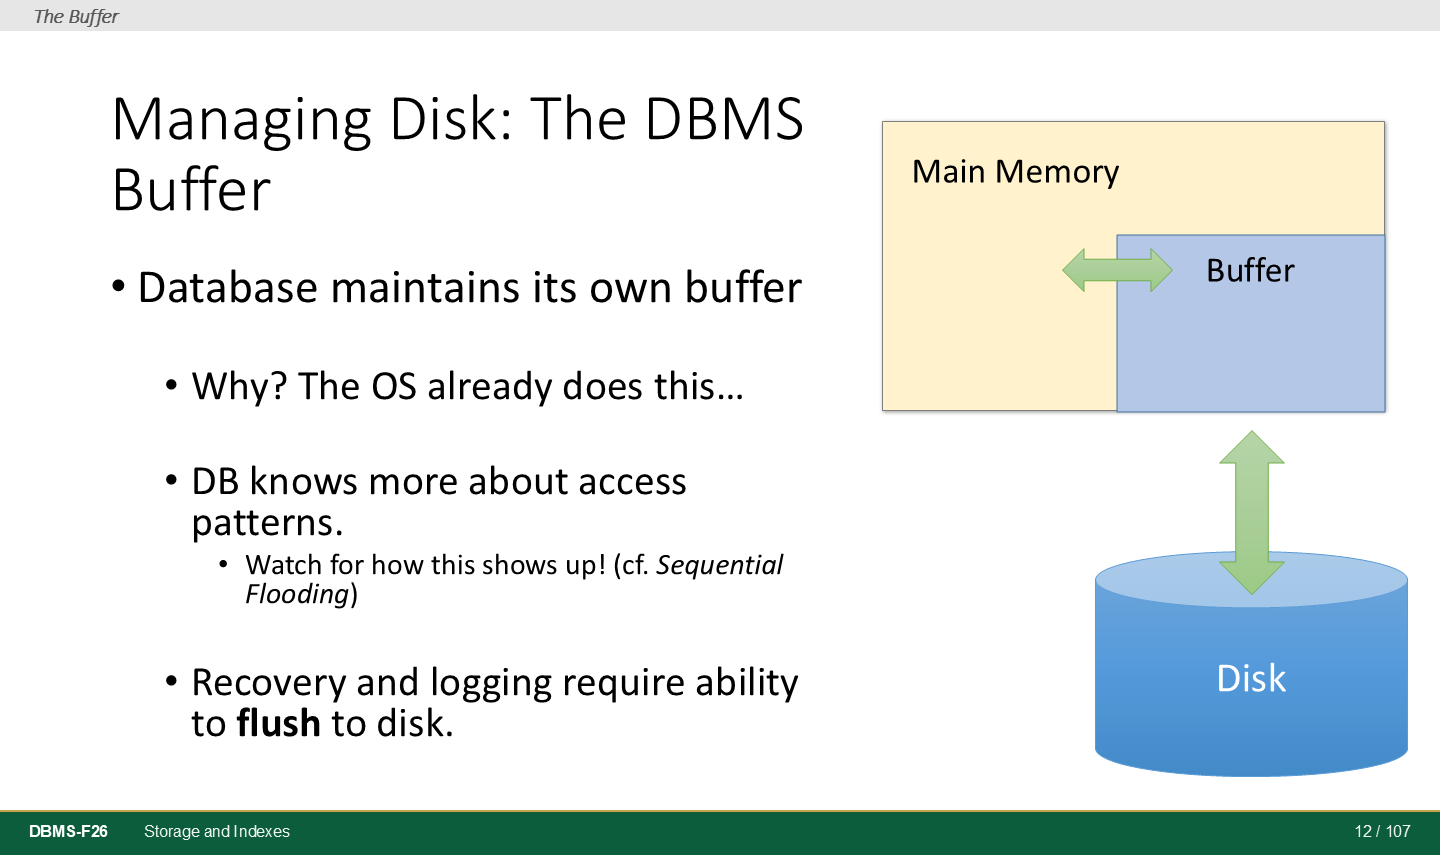 The Buffer
Managing Disk: The DBMS
Buffer
• Database maintains its own buffer
• Why? The OS already does this…
• DB knows more about access
patterns.
• Watch for how this shows up! (cf. Sequential
Flooding)
• Recovery and logging require ability
to flush to disk.
Main Memory
Buffer
Disk
DBMS-F26 Storage and Indexes 12 / 107